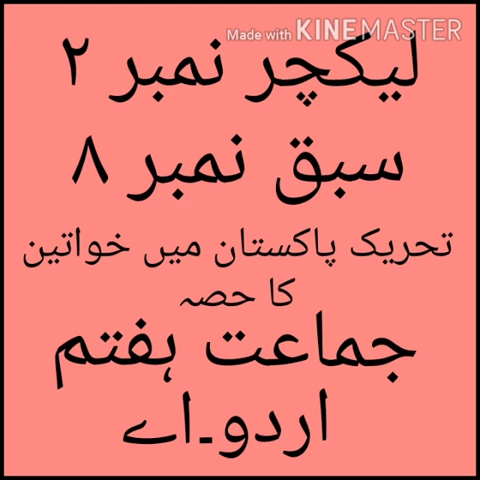 Made with KINEMASTER
لیکچر نمبر ۲
سبق نمبر ۸
تحریک پاکستان میں خواتین
کا حصہ
جماعت ہفتم
اردو۔اے